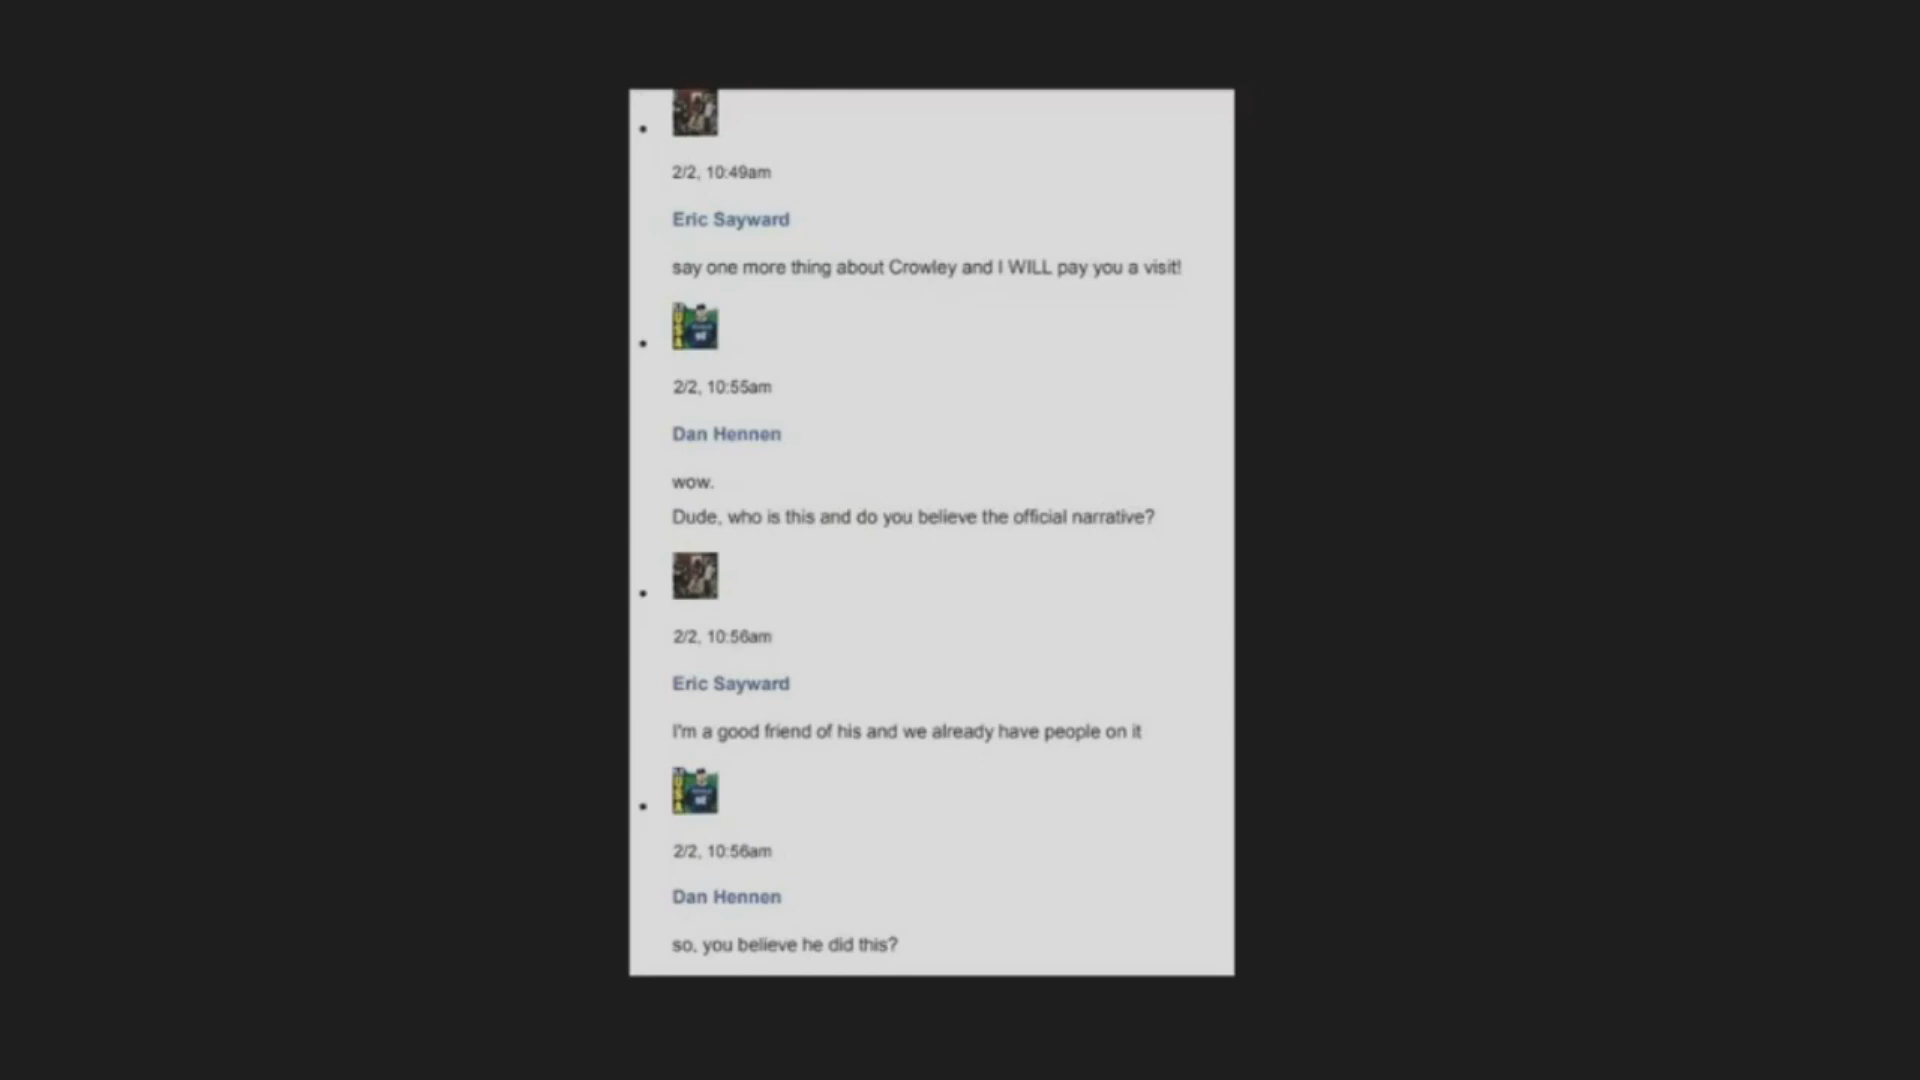 2/2, 10:49am
Eric Sayward
say one more thing about Crowley and I WILL pay you a visit!
USA
2/2, 10:55am
Dan Hennen
wow.
Dude, who is this and do you believe the official narrative?
2/2, 10:56am
Eric Sayward
I'm a good friend of his and we already have people on it
USA
2/2, 10:56am
Dan Hennen
so, you believe he did this?